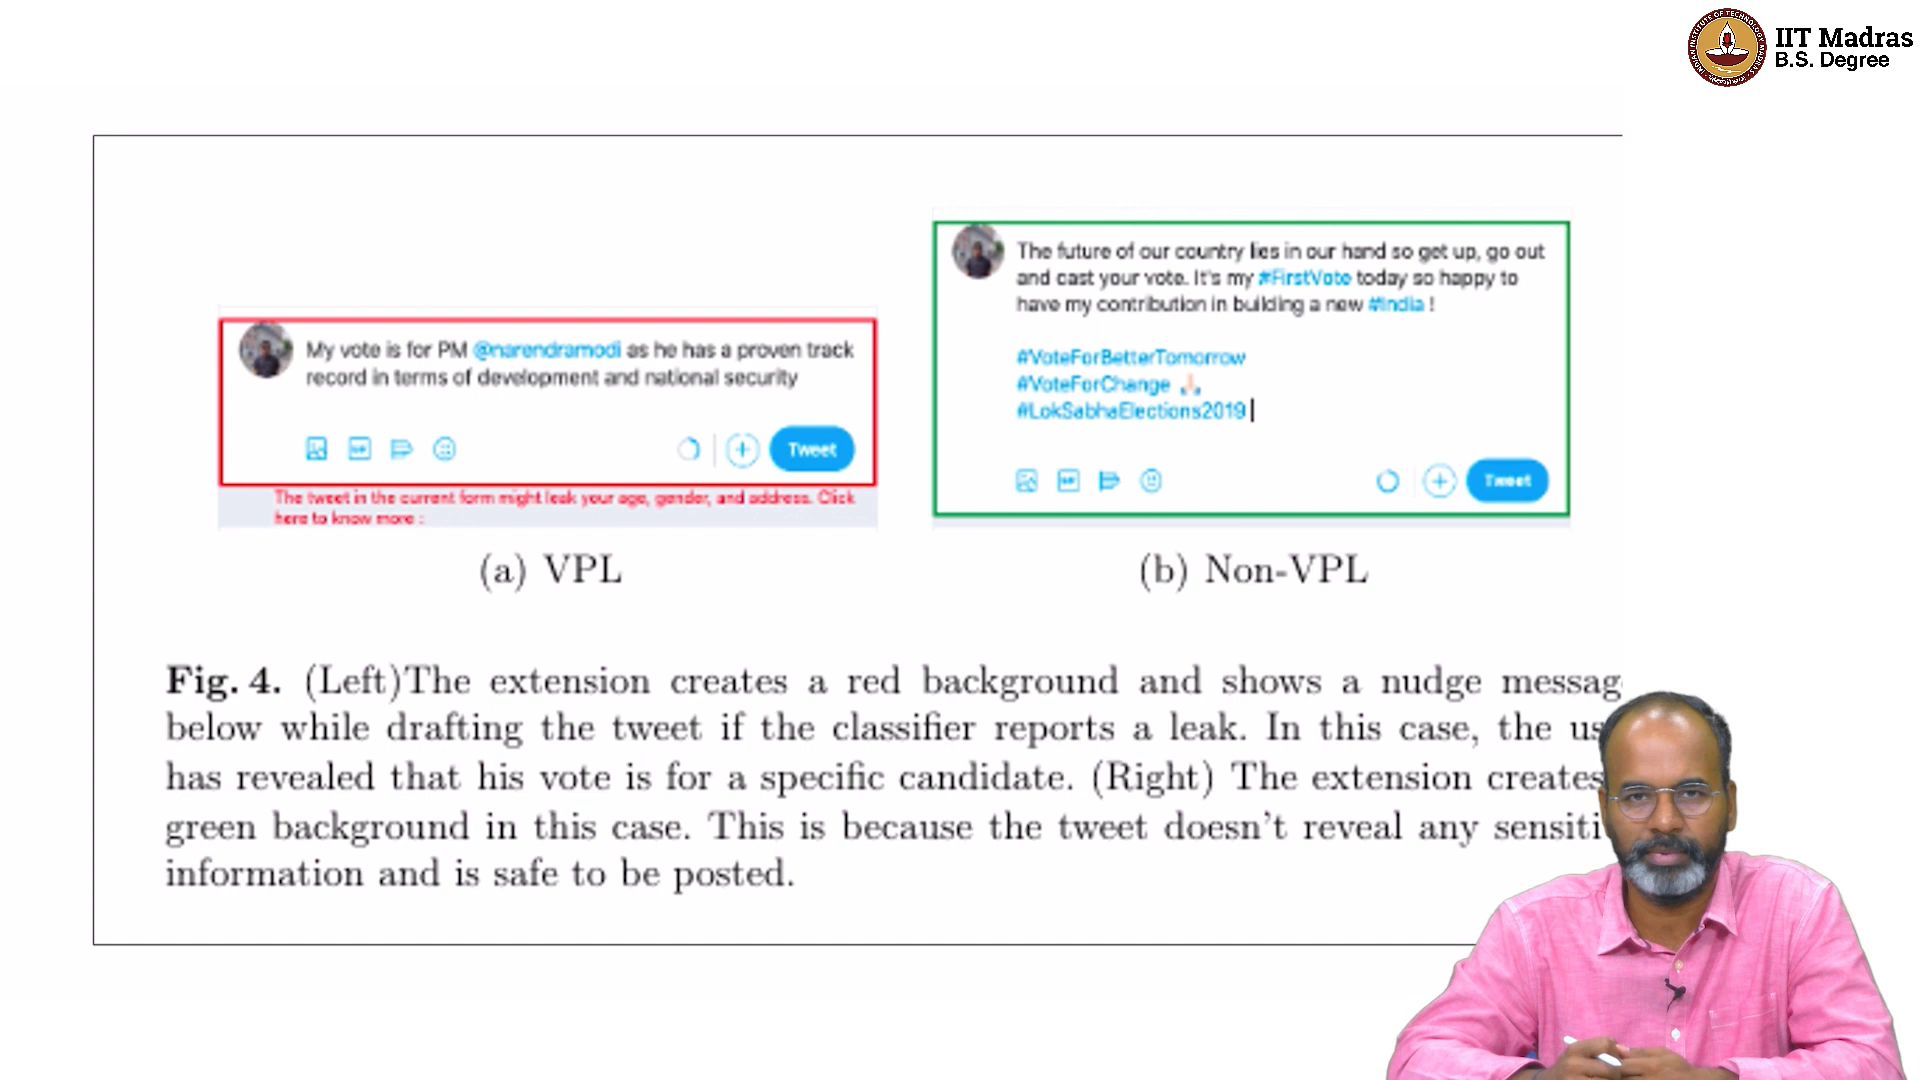 IIT Madras
B.S. Degree
My vote is for PM @narendramodi as he has a proven track
record in terms of development and national security
Tweet
The tweet in the current form might leak your age, gender, and address. Click
here to know more :
(a) VPL
The future of our country lies in our hand so get up, go out
and cast your vote. It's my #FirstVote today so happy to
have my contribution in building a new #India !
#VoteForBetterTomorrow
#VoteForChange 🙏🏻
#LokSabhaElections2019
Tweet
(b) Non-VPL
Fig. 4. (Left)The extension creates a red background and shows a nudge messag
below while drafting the tweet if the classifier reports a leak. In this case, the us
has revealed that his vote is for a specific candidate. (Right) The extension creates
green background in this case. This is because the tweet doesn't reveal any sensiti
information and is safe to be posted.